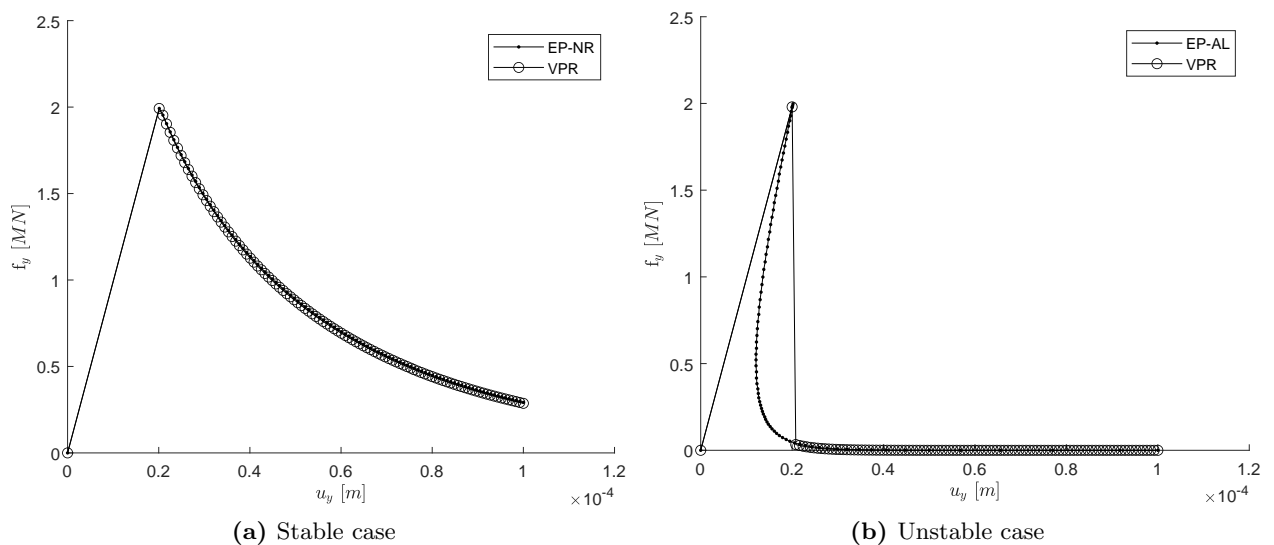 2.5
2
1.5
1
0.5
0
f_y [MN]
EP-NR
VPR
0 0.2 0.4 0.6 0.8 1 1.2
u_y [m]
×10^-4
(a) Stable case
2.5
2
1.5
1
0.5
0
f_y [MN]
EP-AL
VPR
0 0.2 0.4 0.6 0.8 1 1.2
u_y [m]
×10^-4
(b) Unstable case